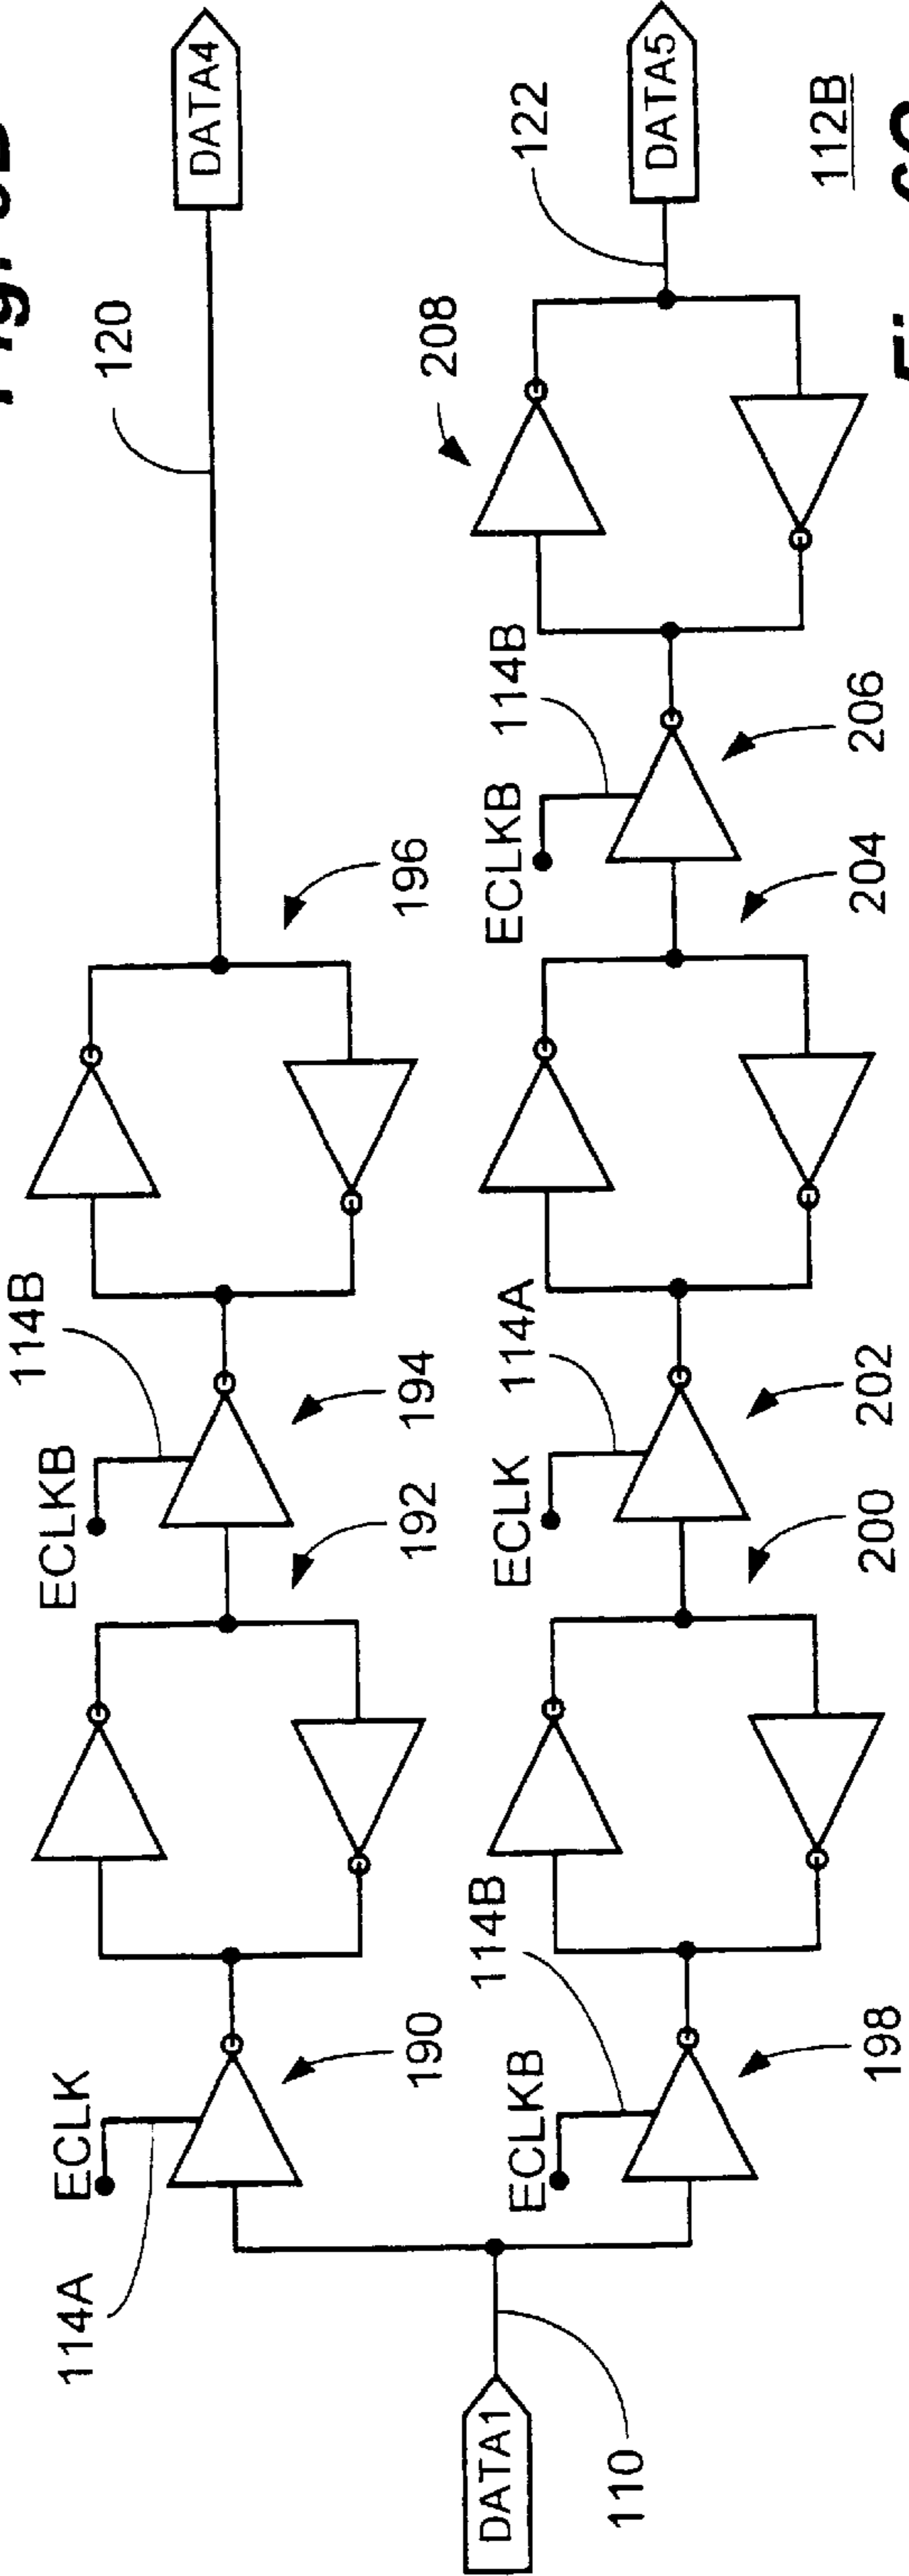 DATA4
120
114B
ECLKB
196
194
192
ECLK
114A
190
DATA1
110
DATA5
122
112B
208
114B
ECLKB
206
204
114A
ECLK
202
200
114B
ECLKB
198